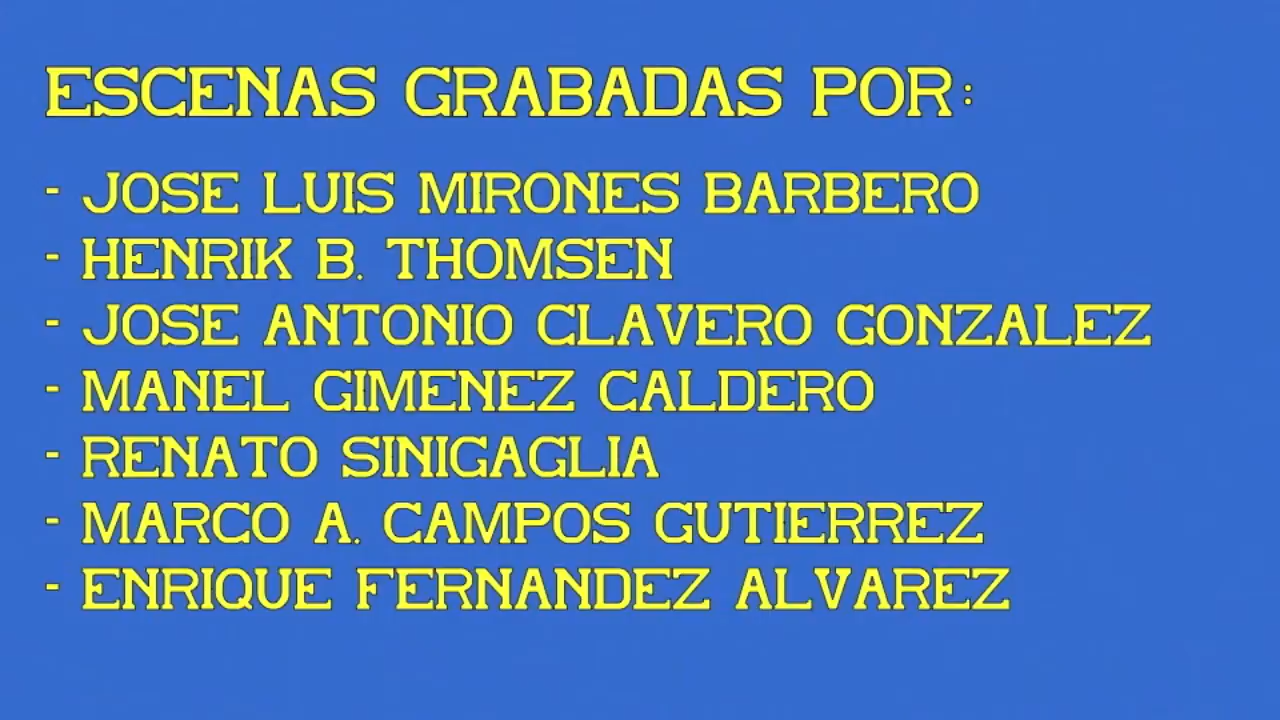 ESCENAS GRABADAS POR:
- JOSE LUIS MIRONES BARBERO
- HENRIK B. THOMSEN
- JOSE ANTONIO CLAVERO GONZALEZ
- MANEL GIMENEZ CALDERO
- RENATO SINIGAGLIA
- MARCO A. CAMPOS GUTIERREZ
- ENRIQUE FERNANDEZ ALVAREZ